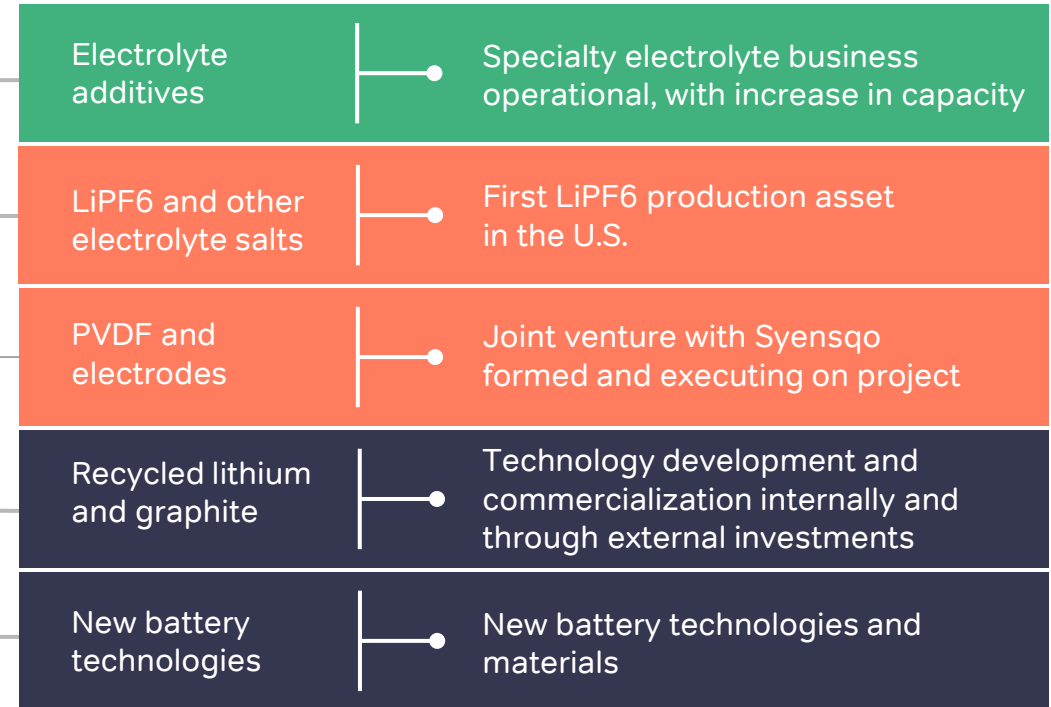 Electrolyte
additives
Specialty electrolyte business
operational, with increase in capacity
LiPF6 and other
electrolyte salts
First LiPF6 production asset
in the U.S.
PVDF and
electrodes
Joint venture with Syensqo
formed and executing on project
Recycled lithium
and graphite
Technology development and
commercialization internally and
through external investments
New battery
technologies
New battery technologies and
materials